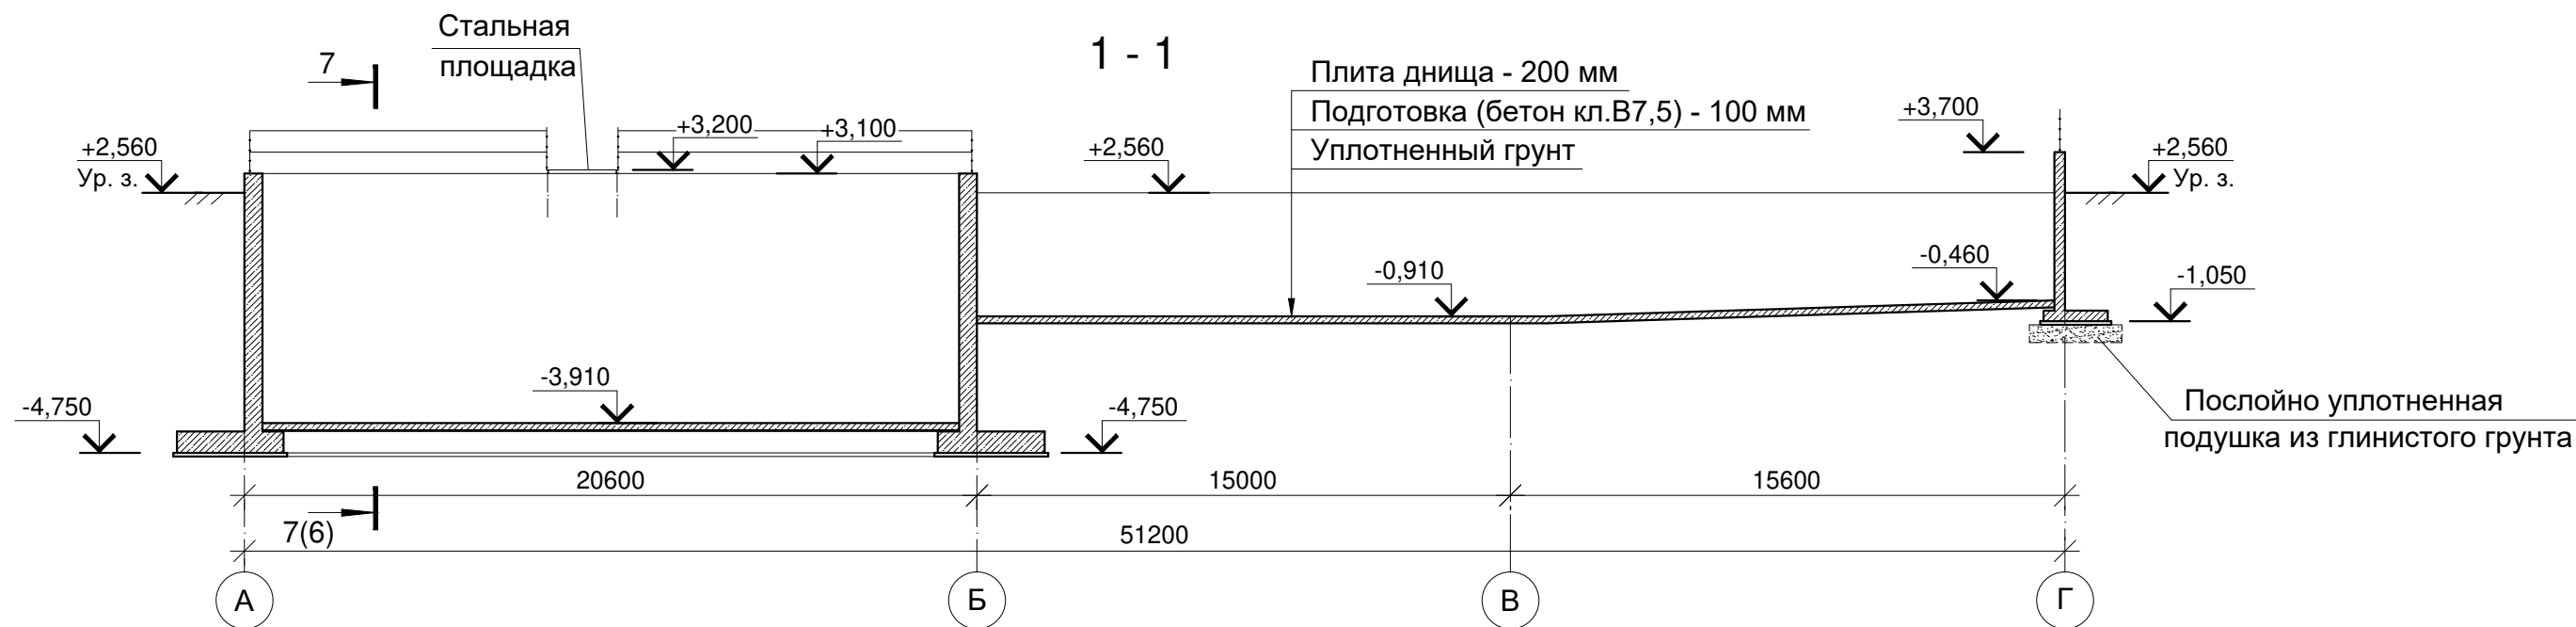 Стальная
площадка
1 - 1
7
Плита днища - 200 мм
Подготовка (бетон кл.В7,5) - 100 мм
Уплотненный грунт
+3,700
+3,200
+3,100
+2,560
Ур. з.
+2,560
+2,560
Ур. з.
-0,460
-0,910
-1,050
-3,910
-4,750
-4,750
Послойно уплотненная
подушка из глинистого грунта
20600
15000
15600
7(6)
51200
А
Б
В
Г